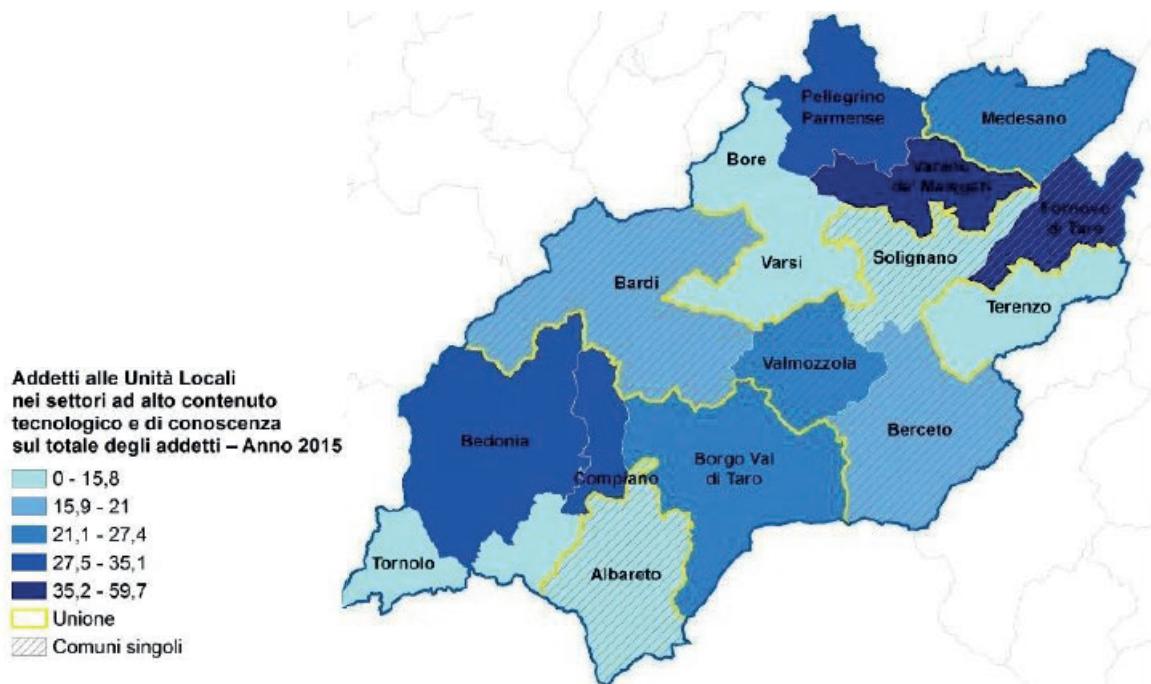 Pellegrino
Parmense
Medesano
Bore
Varano
de' Melegari
Fornovo
di Taro
Solignano
Varsi
Bardi
Terenzo
Valmozzola
Berceto
Bedonia
Borgo Val
di Taro
Compiano
Tornolo
Albareto
Addetti alle Unità Locali
nei settori ad alto contenuto
tecnologico e di conoscenza
sul totale degli addetti – Anno 2015
0 - 15,8
15,9 - 21
21,1 - 27,4
27,5 - 35,1
35,2 - 59,7
Unione
Comuni singoli